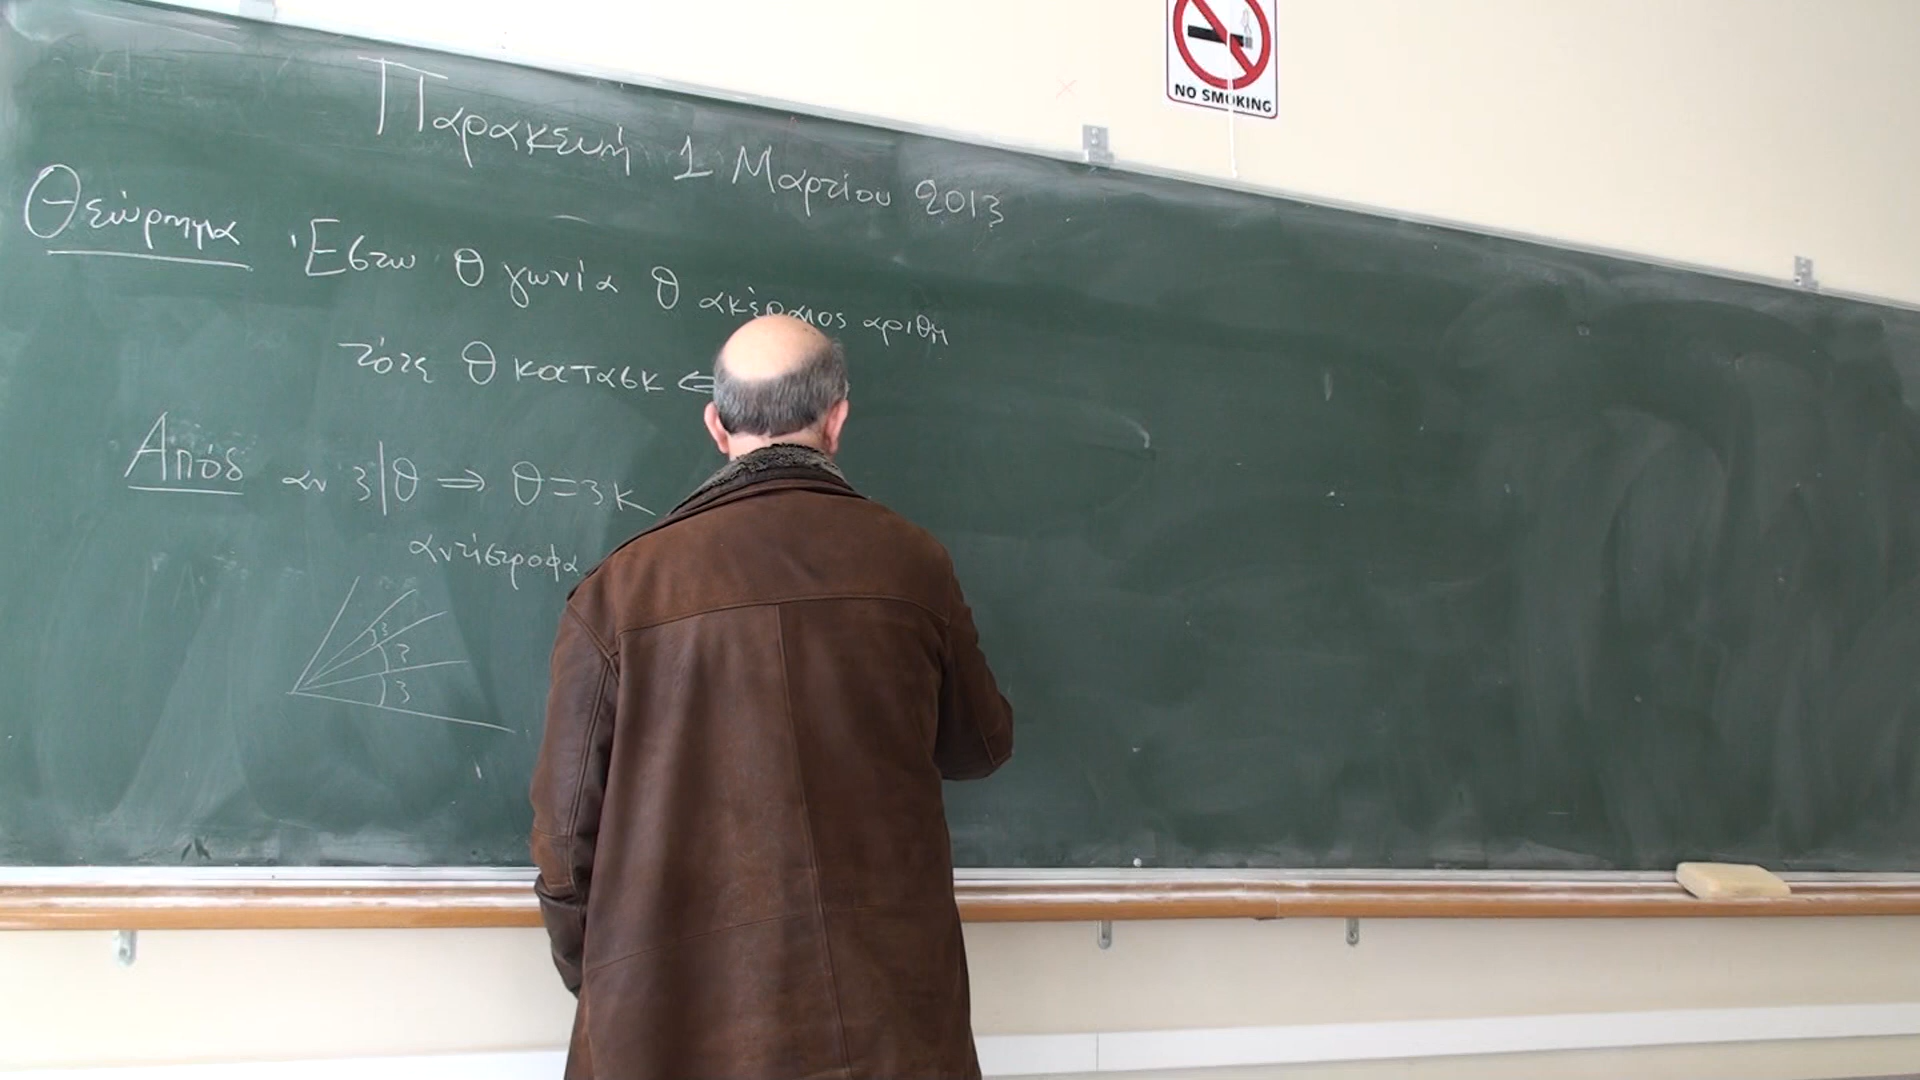 NO SMOKING
Παρασκευή 1 Μαρτίου 2013
Θεώρημα Έστω θ γωνία θ ακέραιος αριθμ
τότε θ κατασκ ⇐
Απόδ αν 3|θ ⇒ θ=3κ
αντίστροφα
3
3
3